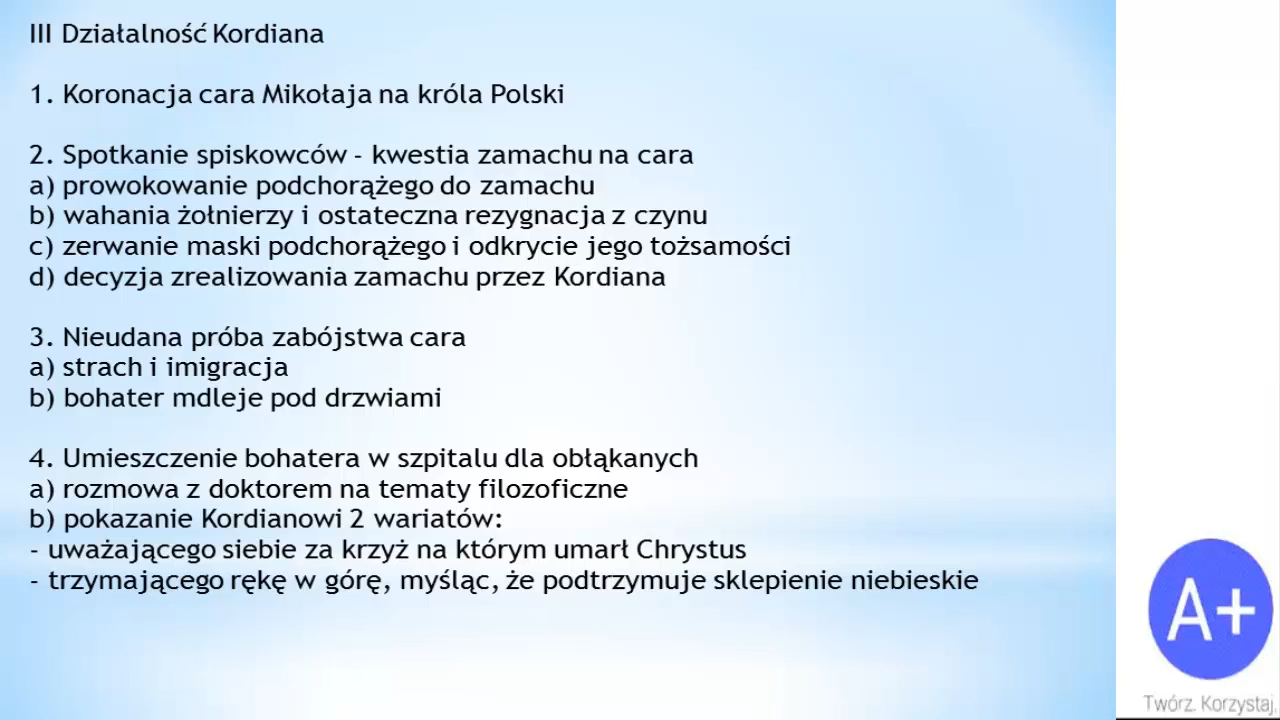 III Działalność Kordiana
1. Koronacja cara Mikołaja na króla Polski
2. Spotkanie spiskowców - kwestia zamachu na cara
a) prowokowanie podchorążego do zamachu
b) wahania żołnierzy i ostateczna rezygnacja z czynu
c) zerwanie maski podchorążego i odkrycie jego tożsamości
d) decyzja zrealizowania zamachu przez Kordiana
3. Nieudana próba zabójstwa cara
a) strach i imigracja
b) bohater mdleje pod drzwiami
4. Umieszczenie bohatera w szpitalu dla obłąkanych
a) rozmowa z doktorem na tematy filozoficzne
b) pokazanie Kordianowi 2 wariatów:
- uważającego siebie za krzyż na którym umarł Chrystus
- trzymającego rękę w górę, myśląc, że podtrzymuje sklepienie niebieskie
A+
Twórz. Korzystaj.